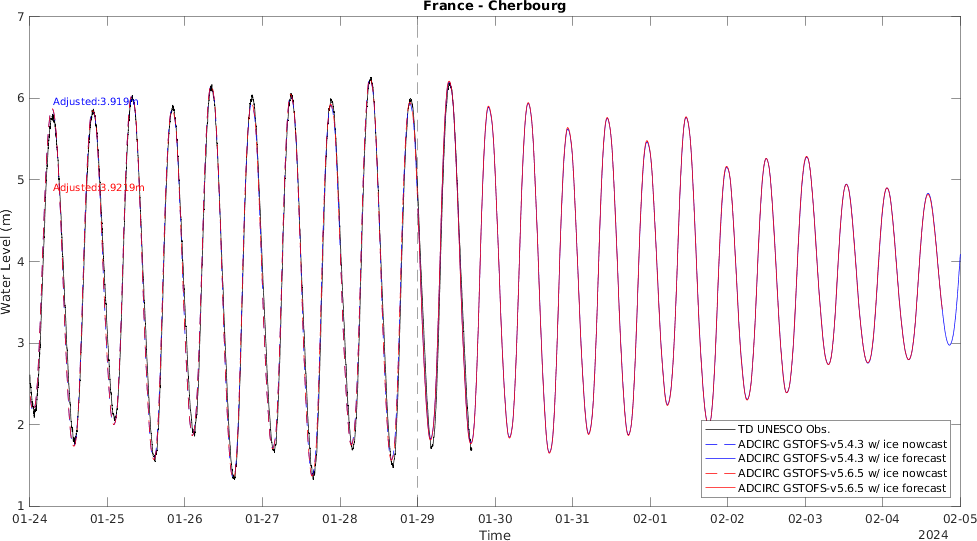 France - Cherbourg
7
6
5
4
3
2
1
Water Level (m)
Adjusted:3.919m
Adjusted:3.9219m
TD UNESCO Obs.
ADCIRC GSTOFS-v5.4.3 w/ ice nowcast
ADCIRC GSTOFS-v5.4.3 w/ ice forecast
ADCIRC GSTOFS-v5.6.5 w/ ice nowcast
ADCIRC GSTOFS-v5.6.5 w/ ice forecast
01-24 01-25 01-26 01-27 01-28 01-29 01-30 01-31 02-01 02-02 02-03 02-04 02-05
Time
2024